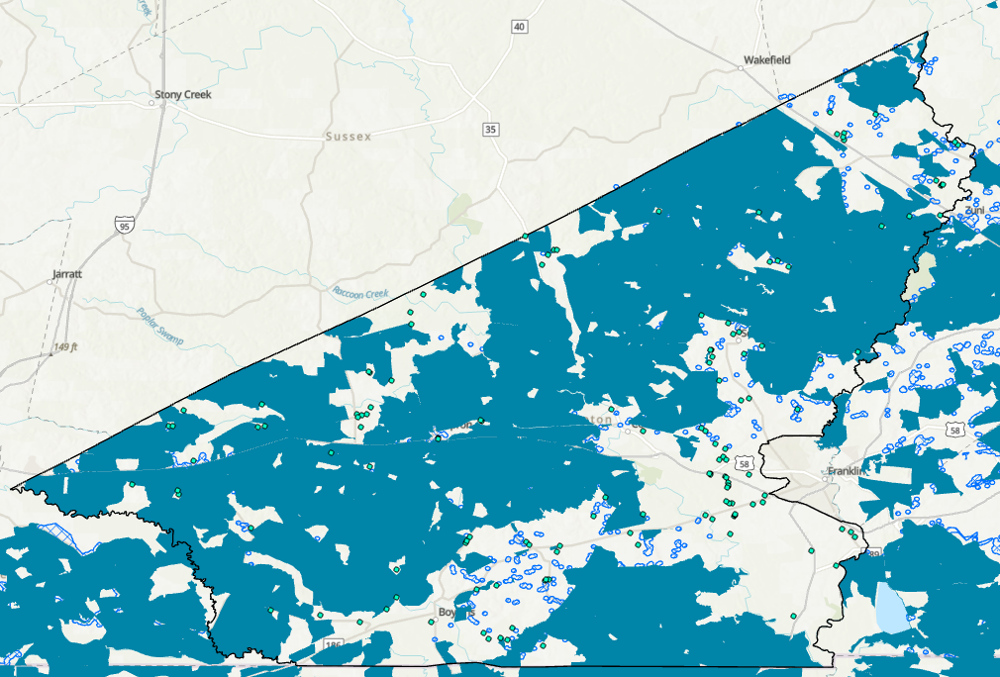 Creek
40
Wakefield
Stony Creek
Sussex
35
Zuni
95
Jarratt
Raccoon Creek
Poplar Swamp
149 ft
58
58
Franklin
186